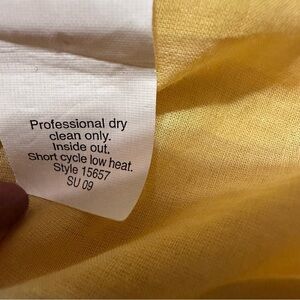 Professional dry
clean only.
Inside out.
Short cycle low heat.
Style 15657
SU 09